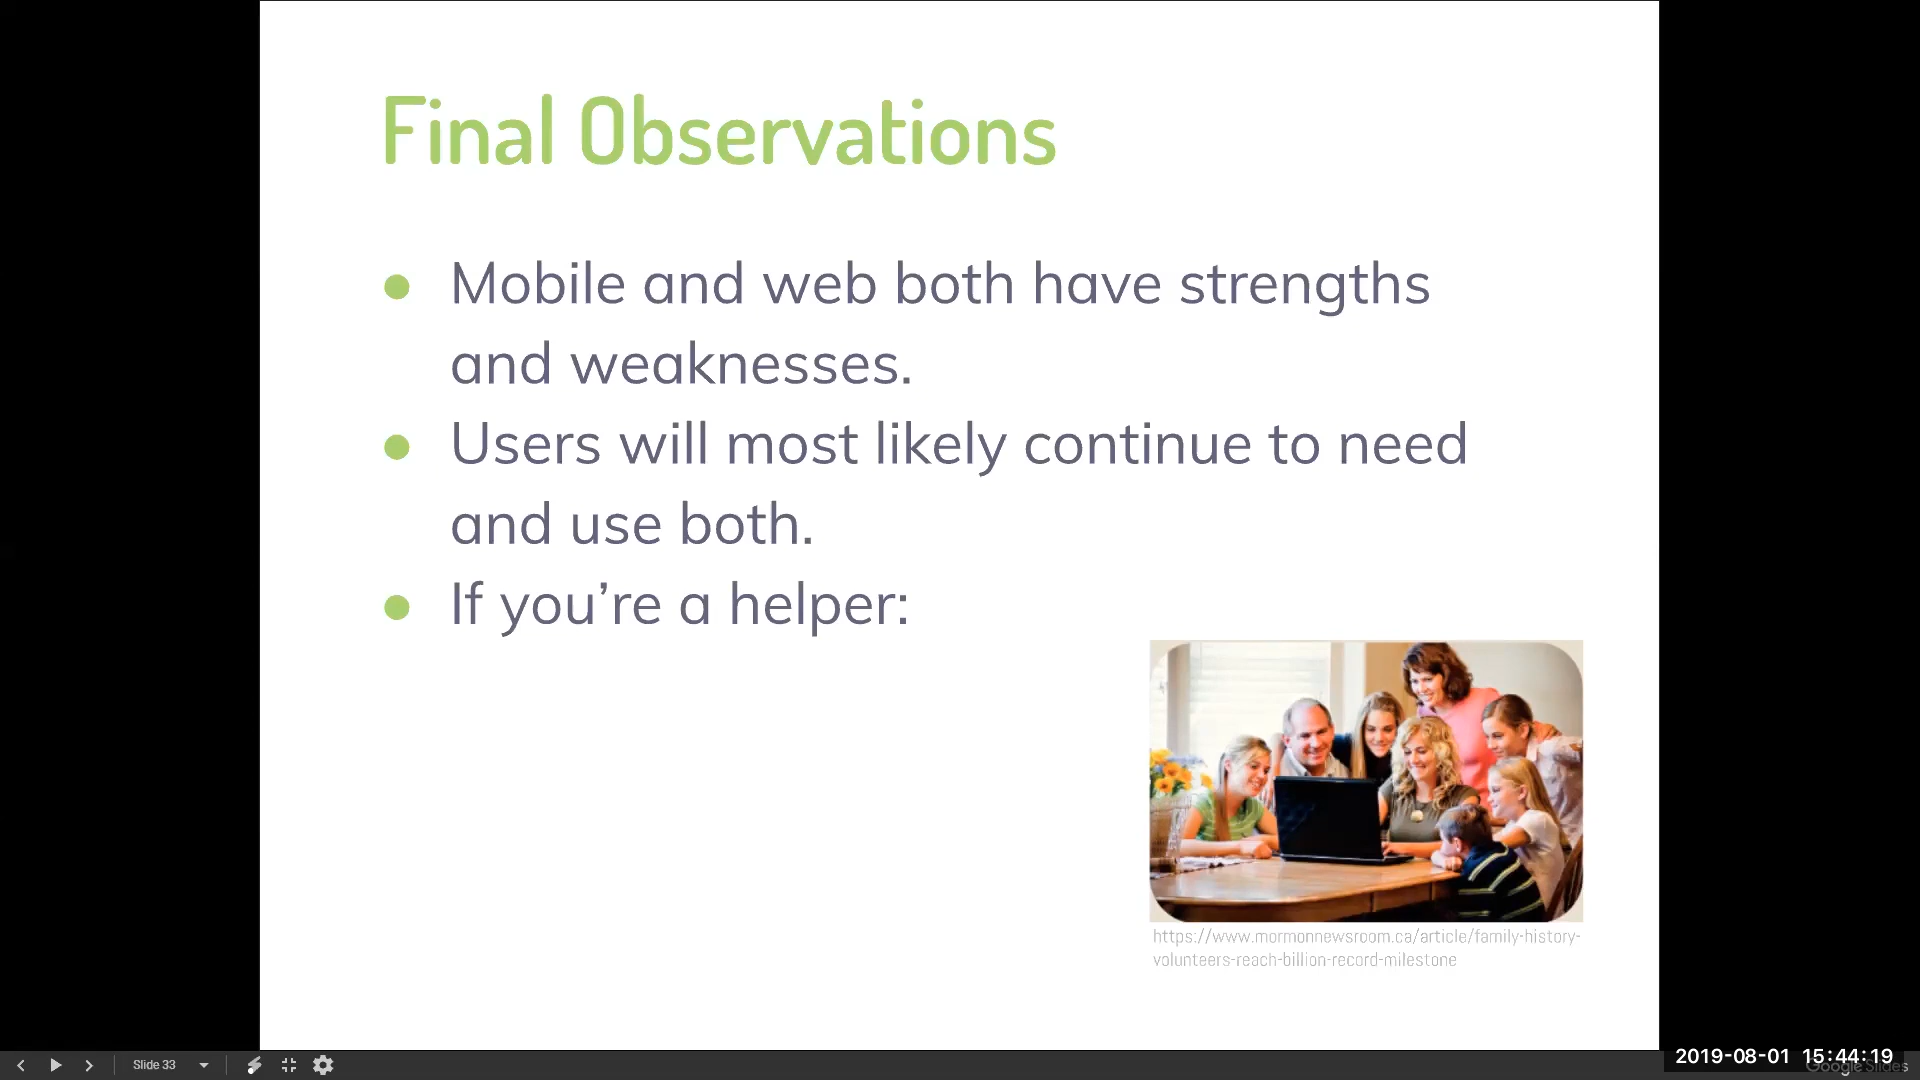 Final Observations
● Mobile and web both have strengths
and weaknesses.
● Users will most likely continue to need
and use both.
● If you’re a helper:
https://www.mormonnewsroom.ca/article/family-history-
volunteers-reach-billion-record-milestone
Slide 33
2019-08-01 15:44:19
Google Slides